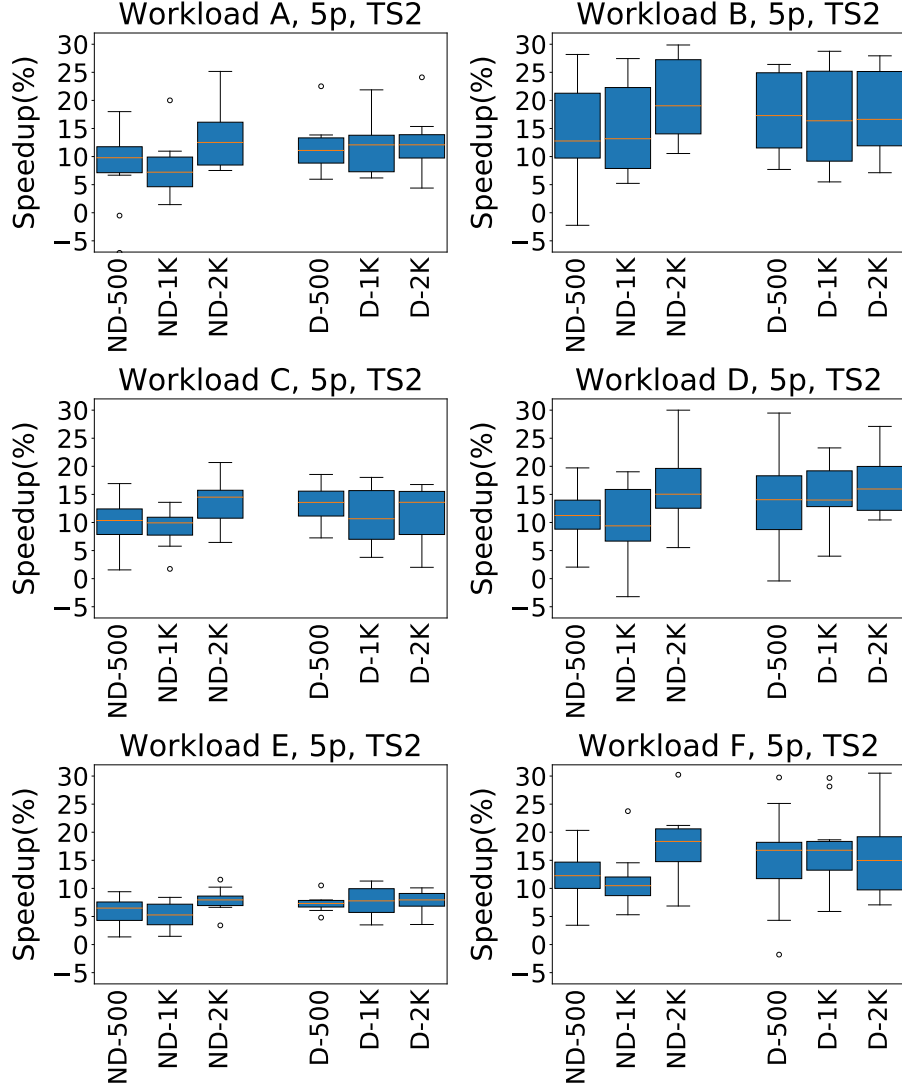 Workload A, 5p, TS2
Speedup(%)
30
25
20
15
10
5
0
−5
ND-500
ND-1K
ND-2K
D-500
D-1K
D-2K
Workload B, 5p, TS2
Speedup(%)
30
25
20
15
10
5
0
−5
ND-500
ND-1K
ND-2K
D-500
D-1K
D-2K
Workload C, 5p, TS2
Speedup(%)
30
25
20
15
10
5
0
−5
ND-500
ND-1K
ND-2K
D-500
D-1K
D-2K
Workload D, 5p, TS2
Speedup(%)
30
25
20
15
10
5
0
−5
ND-500
ND-1K
ND-2K
D-500
D-1K
D-2K
Workload E, 5p, TS2
Speedup(%)
30
25
20
15
10
5
0
−5
ND-500
ND-1K
ND-2K
D-500
D-1K
D-2K
Workload F, 5p, TS2
Speedup(%)
30
25
20
15
10
5
0
−5
ND-500
ND-1K
ND-2K
D-500
D-1K
D-2K